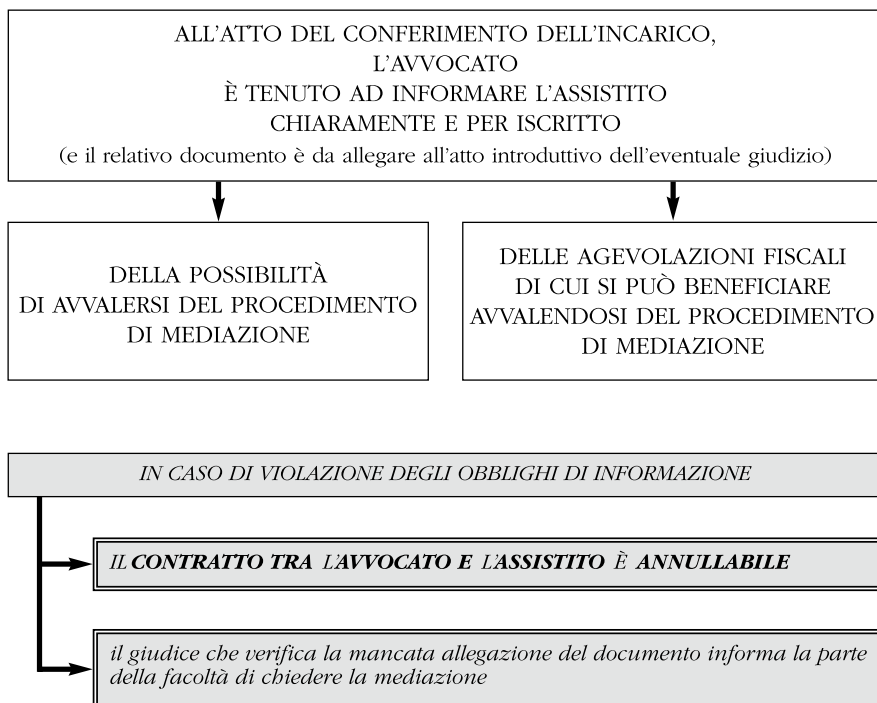 ALL'ATTO DEL CONFERIMENTO DELL'INCARICO,
L'AVVOCATO
È TENUTO AD INFORMARE L'ASSISTITO
CHIARAMENTE E PER ISCRITTO
(e il relativo documento è da allegare all'atto introduttivo dell'eventuale giudizio)
DELLA POSSIBILITÀ
DI AVVALERSI DEL PROCEDIMENTO
DI MEDIAZIONE
DELLE AGEVOLAZIONI FISCALI
DI CUI SI PUÒ BENEFICIARE
AVVALENDOSI DEL PROCEDIMENTO
DI MEDIAZIONE
IN CASO DI VIOLAZIONE DEGLI OBBLIGHI DI INFORMAZIONE
IL CONTRATTO TRA L'AVVOCATO E L'ASSISTITO È ANNULLABILE
il giudice che verifica la mancata allegazione del documento informa la parte
della facoltà di chiedere la mediazione